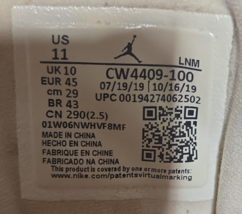 US
11
LNM
UK 10
EUR 45
cm 29
BR 43
CN 290(2.5)
CW4409-100
07/19/19 | 10/16/19
UPC 00194274062502
01W06NWHVF8MF
MADE IN CHINA
HECHO EN CHINA
FABRIQUE EN CHINE
FABRICADO NA CHINA
This product is covered by one or more patents. See
www.nike.com/patentsvirtualmarking